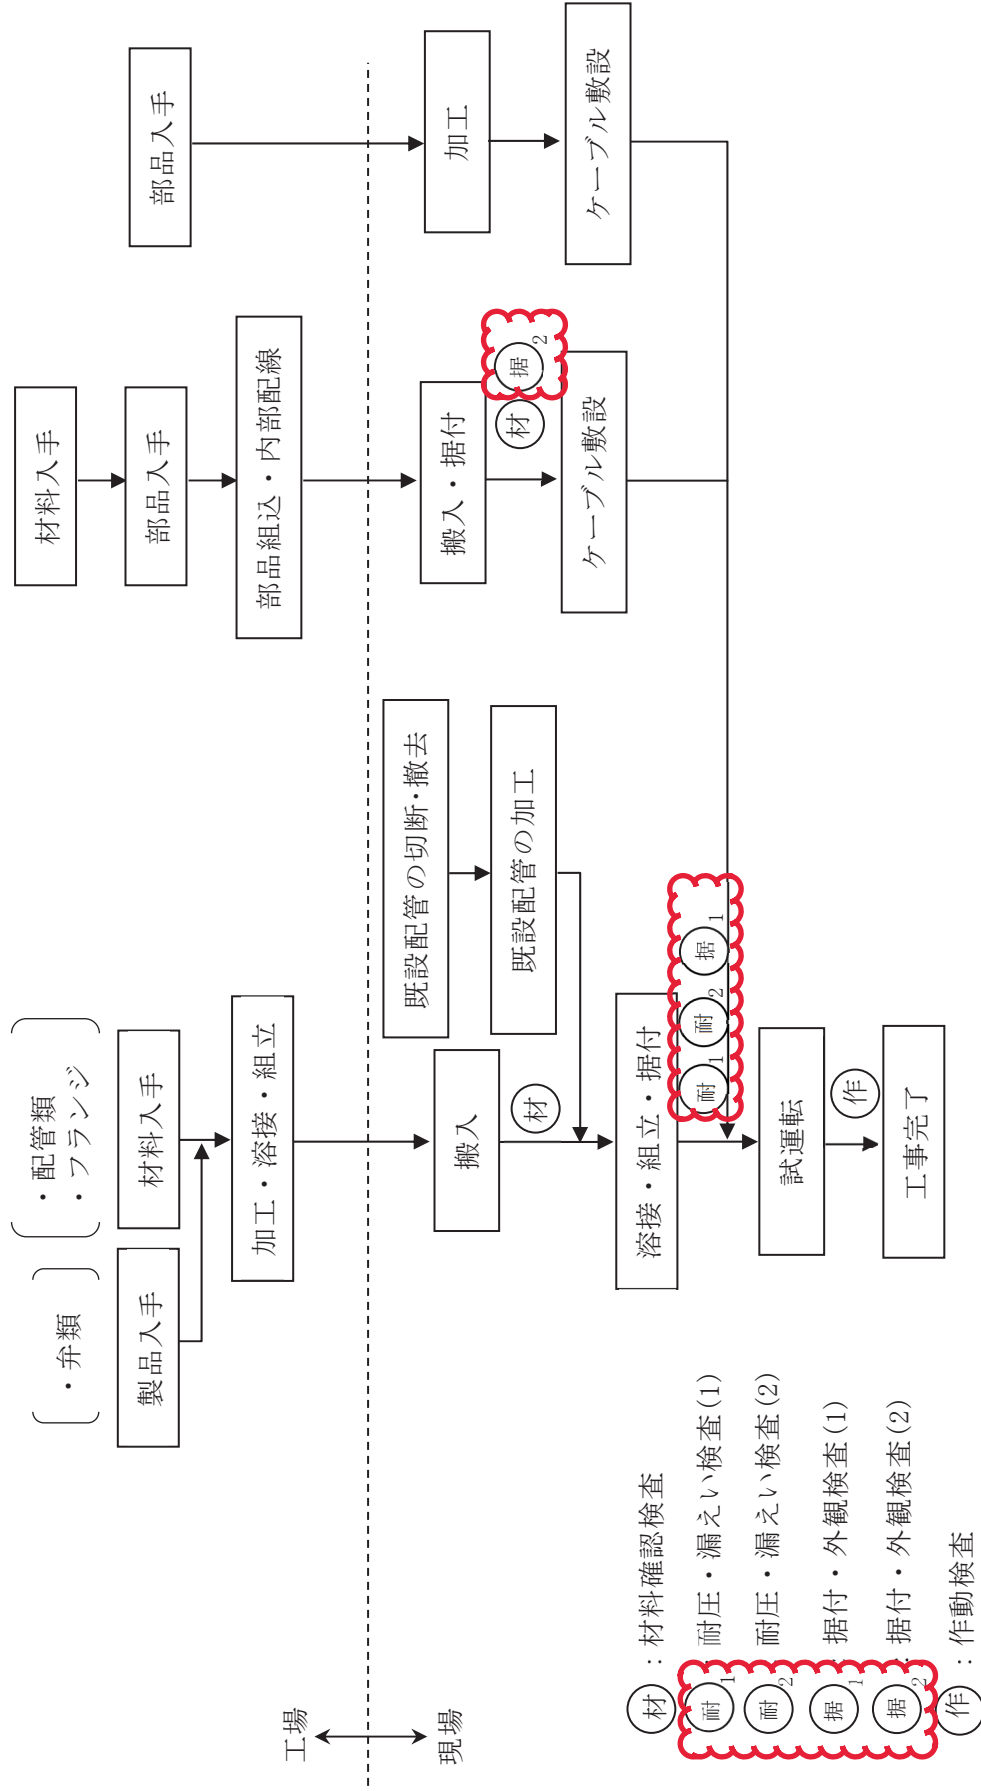 ・配管類
・フランジ
・弁類
製品入手
材料入手
加工・溶接・組立
材料入手
部品入手
部品組込・内部配線
部品入手
工場
現場
搬入
材
既設配管の切断・撤去
既設配管の加工
溶接・組立・据付
耐1
耐2
据1
試運転
作
工事完了
搬入・据付
材
据2
ケーブル敷設
加工
ケーブル敷設
材：材料確認検査
耐1：耐圧・漏えい検査(1)
耐2：耐圧・漏えい検査(2)
据1：据付・外観検査(1)
据2：据付・外観検査(2)
作：作動検査